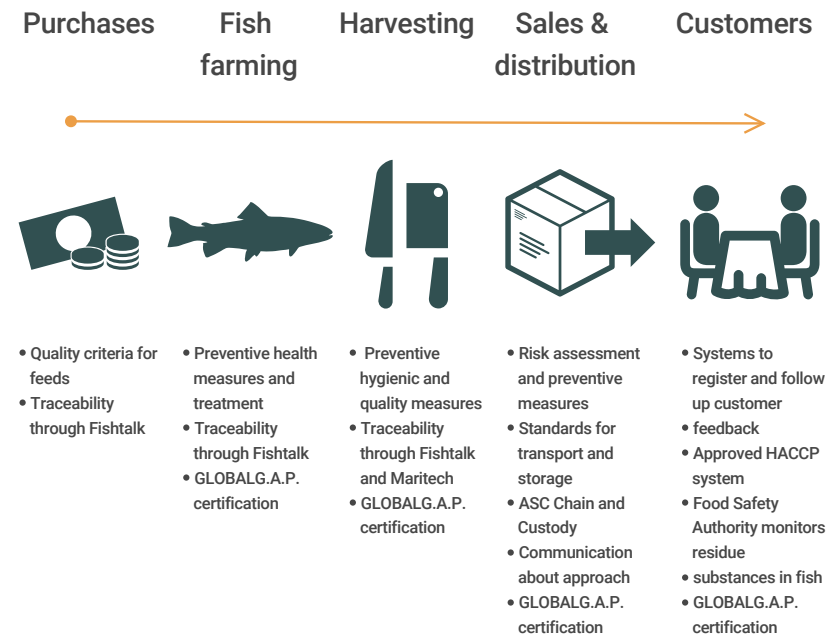 Purchases
Fish
farming
Harvesting
Sales &
distribution
Customers
• Quality criteria for
feeds
• Traceability
through Fishtalk
• Preventive health
measures and
treatment
• Traceability
through Fishtalk
• GLOBALG.A.P.
certification
• Preventive
hygienic and
quality measures
• Traceability
through Fishtalk
and Maritech
• GLOBALG.A.P.
certification
• Risk assessment
and preventive
measures
• Standards for
transport and
storage
• ASC Chain and
Custody
• Communication
about approach
• GLOBALG.A.P.
certification
• Systems to
register and follow
up customer
• feedback
• Approved HACCP
system
• Food Safety
Authority monitors
residue
• substances in fish
• GLOBALG.A.P.
certification